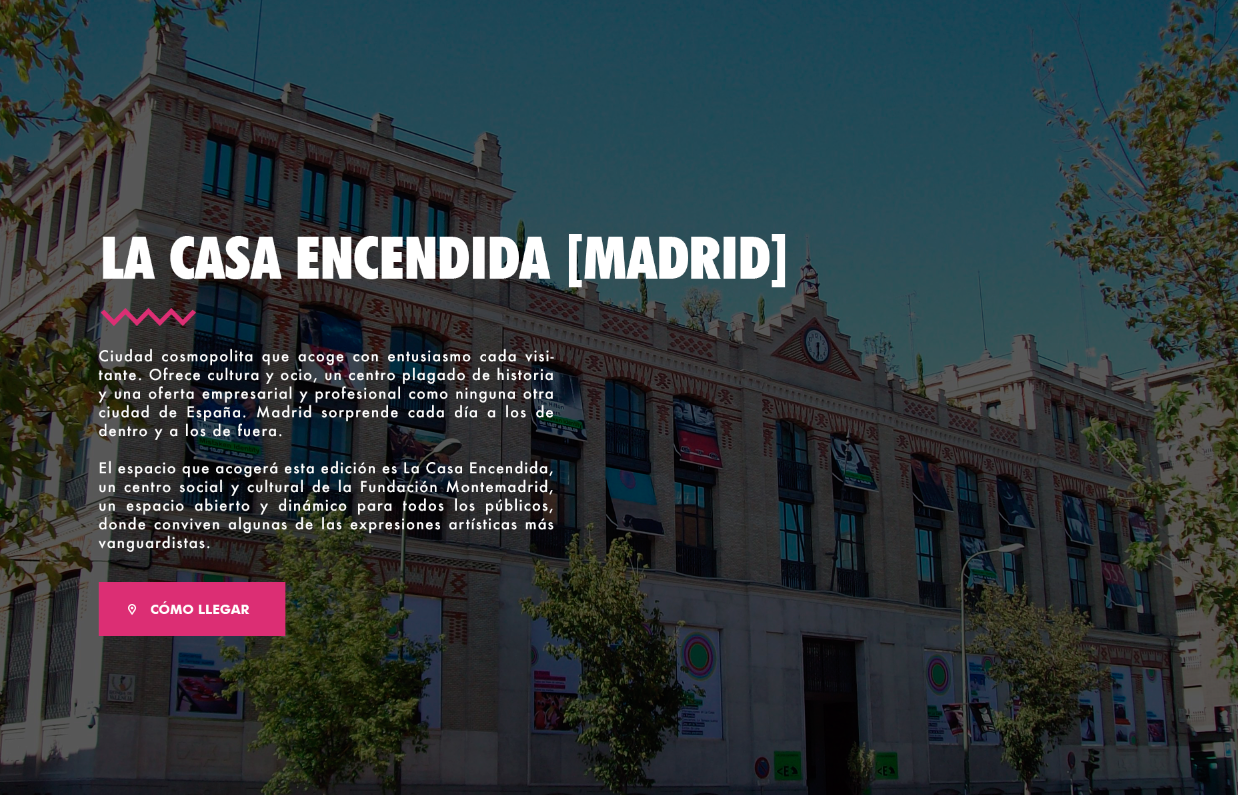 LA CASA ENCENDIDA [MADRID]
Ciudad cosmopolita que acoge con entusiasmo cada visi-
tante. Ofrece cultura y ocio, un centro plagado de historia
y una oferta empresarial y profesional como ninguna otra
ciudad de España. Madrid sorprende cada día a los de
dentro y a los de fuera.
El espacio que acogerá esta edición es La Casa Encendida,
un centro social y cultural de la Fundación Montemadrid,
un espacio abierto y dinámico para todos los públicos,
donde conviven algunas de las expresiones artísticas más
vanguardistas.
CÓMO LLEGAR
<E
<E